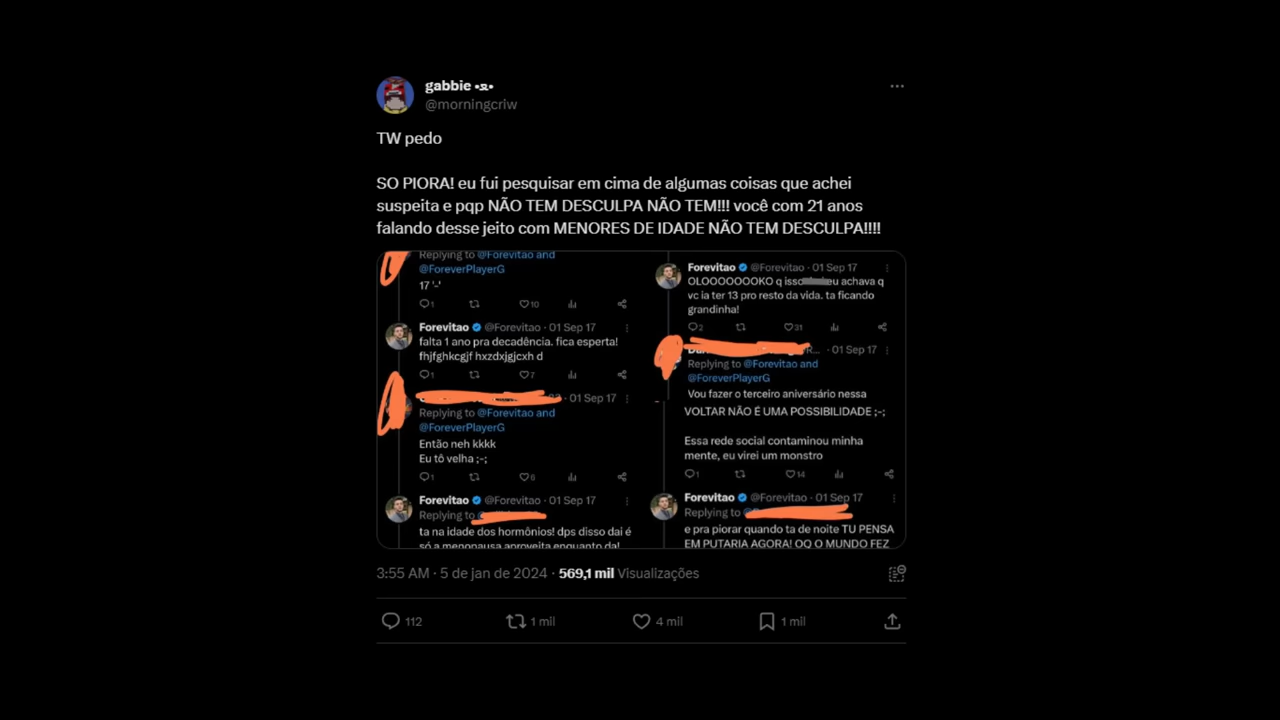 gabbie •ﻌ•
@morningcriw
TW pedo
SO PIORA! eu fui pesquisar em cima de algumas coisas que achei
suspeita e pqp NÃO TEM DESCULPA NÃO TEM!!! você com 21 anos
falando desse jeito com MENORES DE IDADE NÃO TEM DESCULPA!!!!
Replying to @Forevitao and
@ForeverPlayerG
17 '-'
1 10
Forevitao @Forevitao · 01 Sep 17
falta 1 ano pra decadência. fica esperta!
fhjfghkcgjf hxzdxjgjcxh d
1 7
· 01 Sep 17
Replying to @Forevitao and
@ForeverPlayerG
Então neh kkkk
Eu tô velha ;-;
1 6
Forevitao @Forevitao · 01 Sep 17
Replying to
ta na idade dos hormônios! dps disso dai é
só a menopausa aproveita enquanto da!
Forevitao @Forevitao · 01 Sep 17
OLOOOOOOOKO q isso eu achava q
vc ia ter 13 pro resto da vida. ta ficando
grandinha!
2 31
· 01 Sep 17
Replying to @Forevitao and
@ForeverPlayerG
Vou fazer o terceiro aniversário nessa
VOLTAR NÃO É UMA POSSIBILIDADE ;-;
Essa rede social contaminou minha
mente, eu virei um monstro
1 14
Forevitao @Forevitao · 01 Sep 17
Replying to
e pra piorar quando ta de noite TU PENSA
EM PUTARIA AGORA! OQ O MUNDO FEZ
3:55 AM · 5 de jan de 2024 · 569,1 mil Visualizações
112 1 mil 4 mil 1 mil